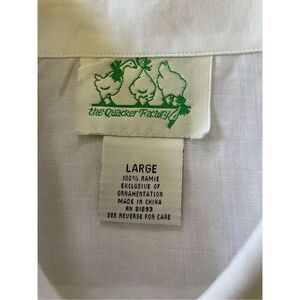 the Quacker Factory
LARGE
100% RAMIE
EXCLUSIVE OF
ORNAMENTATION
MADE IN CHINA
RN 81893
SEE REVERSE FOR CARE